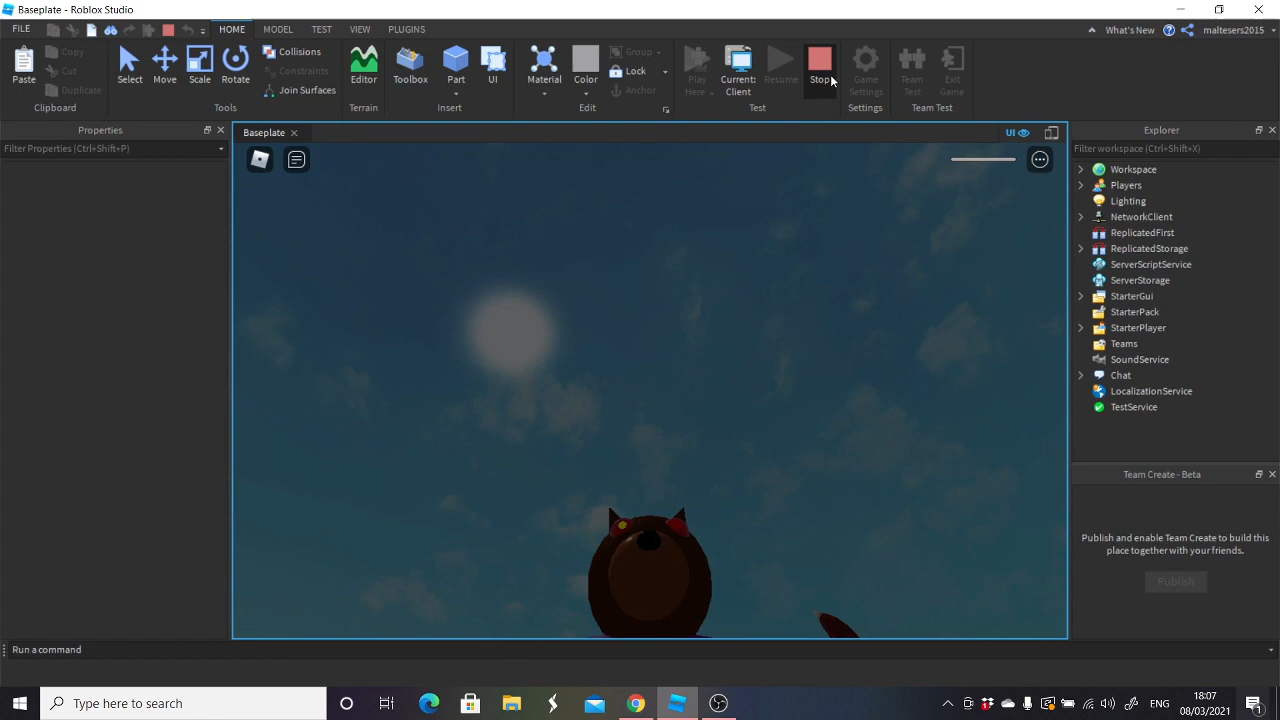 Baseplate - Roblox Studio
FILE HOME MODEL TEST VIEW PLUGINS What's New maltesers2015
Paste Copy Cut Duplicate Select Move Scale Rotate Collisions Constraints Join Surfaces Editor Toolbox Part UI Material Color Group Lock Anchor Play Here Current: Client Resume Stop Game Settings Team Test Exit Game
Clipboard Tools Terrain Insert Edit Test Settings Team Test
Properties
Filter Properties (Ctrl+Shift+P)
Baseplate
UI
Explorer
Filter workspace (Ctrl+Shift+X)
Workspace
Players
Lighting
NetworkClient
ReplicatedFirst
ReplicatedStorage
ServerScriptService
ServerStorage
StarterGui
StarterPack
StarterPlayer
Teams
SoundService
Chat
LocalizationService
TestService
Team Create - Beta
Publish and enable Team Create to build this
place together with your friends.
Publish
Run a command
Type here to search
ENG
18:07
08/03/2021
1